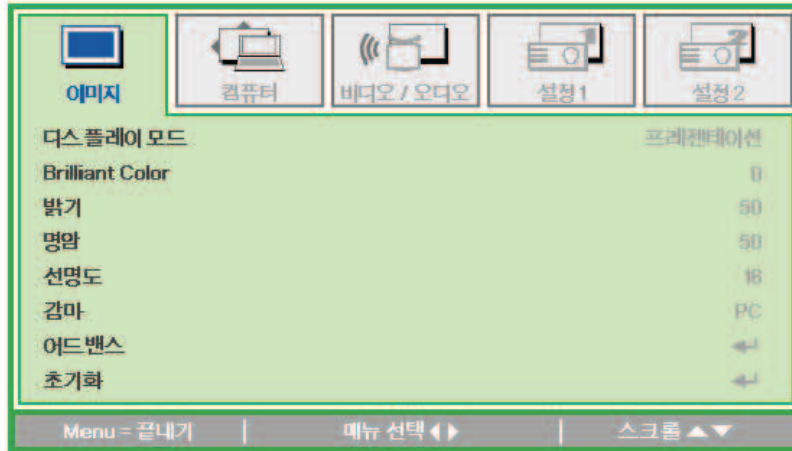 이미지 컴퓨터 비디오 / 오디오 설정 1 설정 2
디스플레이 모드 프레젠테이션
Brilliant Color 0
밝기 50
명암 50
선명도 16
감마 PC
어드밴스
초기화
Menu = 끝내기 | 메뉴 선택 ◀ ▶ | 스크롤 ▲ ▼